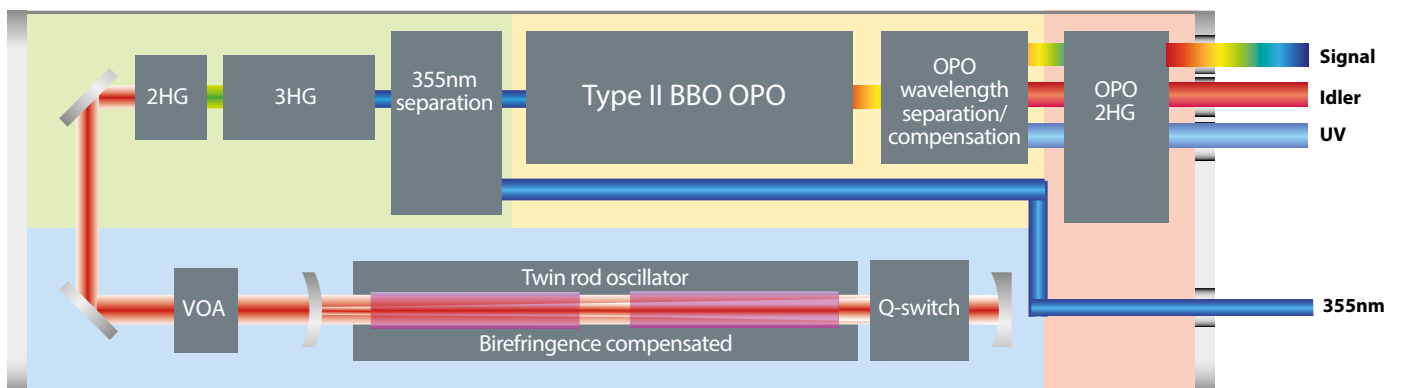 2HG
3HG
355nm
separation
Type II BBO OPO
OPO
wavelength
separation/
compensation
OPO
2HG
Signal
Idler
UV
VOA
Twin rod oscillator
Birefringence compensated
Q-switch
355nm